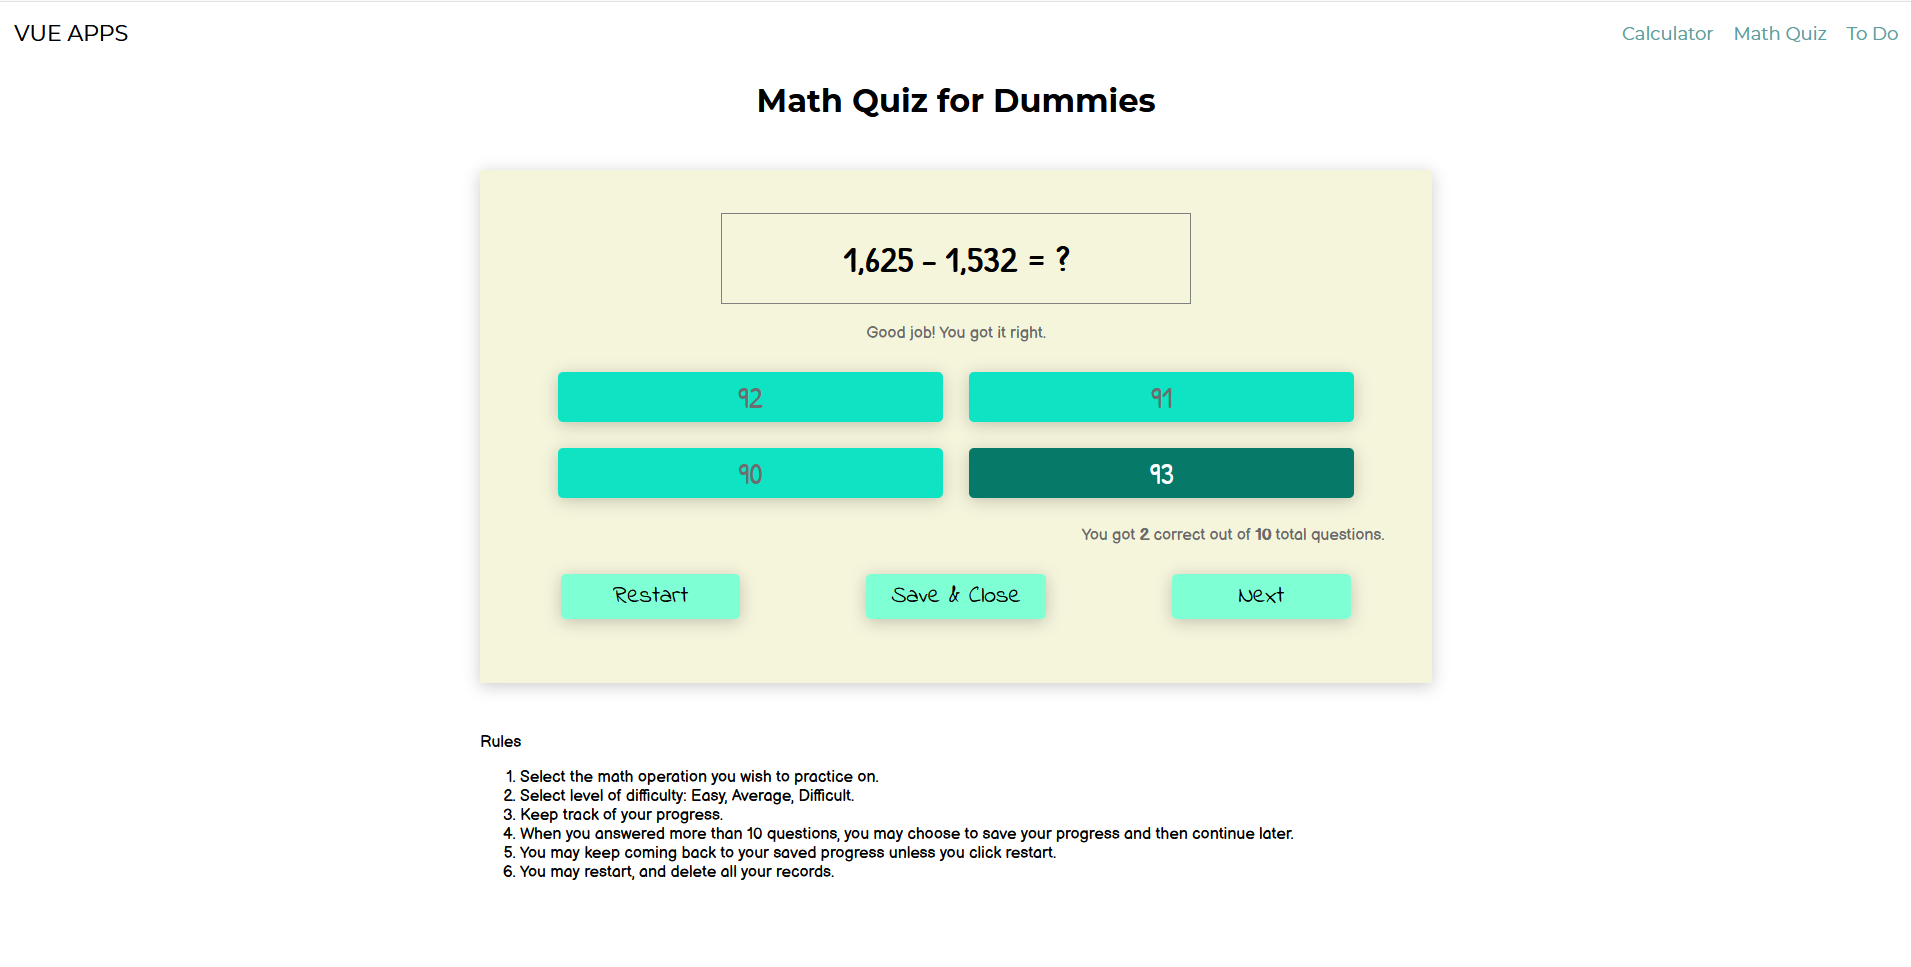 VUE APPS
Calculator Math Quiz To Do
Math Quiz for Dummies
1,625 - 1,532 = ?
Good job! You got it right.
92
91
90
93
You got 2 correct out of 10 total questions.
Restart
Save & Close
Next
Rules
1. Select the math operation you wish to practice on.
2. Select level of difficulty: Easy, Average, Difficult.
3. Keep track of your progress.
4. When you answered more than 10 questions, you may choose to save your progress and then continue later.
5. You may keep coming back to your saved progress unless you click restart.
6. You may restart, and delete all your records.